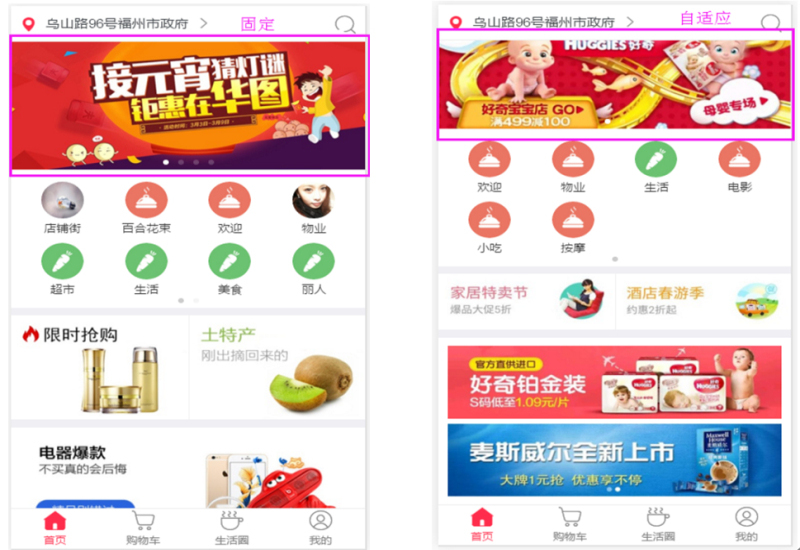 乌山路96号福州市政府
固定
接元宵猜灯谜
钜惠在华图
店铺街
百合花束
欢迎
物业
超市
生活
美食
丽人
限时抢购
土特产
刚出摘回来的
电器爆款
不买真的会后悔
首页
购物车
生活圈
我的
乌山路96号福州市政府
自适应
HUGGIES好奇
好奇宝宝店 GO
满499减100
母婴专场
欢迎
物业
生活
电影
小吃
按摩
家居特卖节
爆品大促5折
酒店春游季
约惠2折起
官方直供进口
好奇铂金装
S码低至1.09元/片
麦斯威尔全新上市
大牌1元抢 优惠享不停
首页
购物车
生活圈
我的